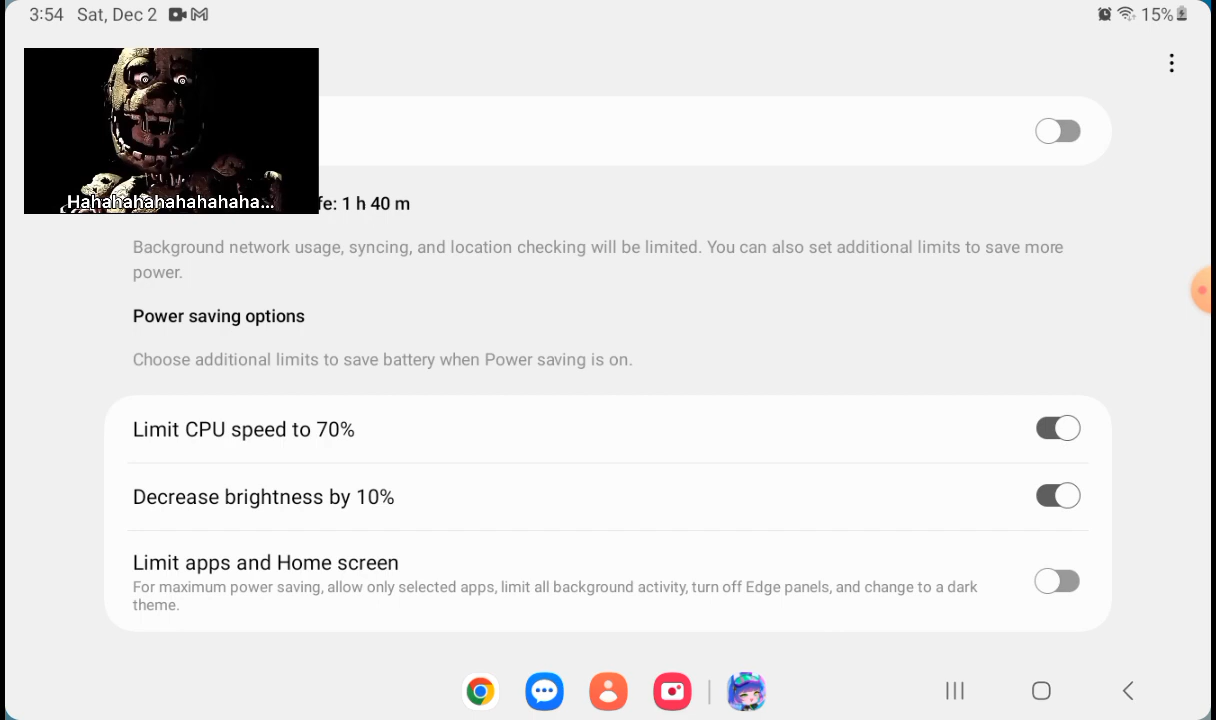 3:54 Sat, Dec 2
15%
Hahahahahahahahaha...
fe: 1 h 40 m
Background network usage, syncing, and location checking will be limited. You can also set additional limits to save more
power.
Power saving options
Choose additional limits to save battery when Power saving is on.
Limit CPU speed to 70%
Decrease brightness by 10%
Limit apps and Home screen
For maximum power saving, allow only selected apps, limit all background activity, turn off Edge panels, and change to a dark
theme.